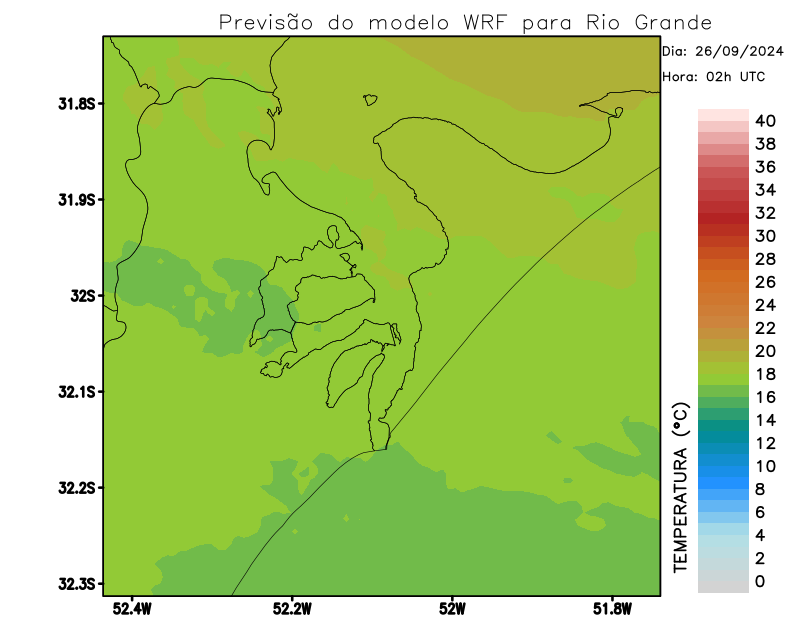 Previsão do modelo WRF para Rio Grande
Dia: 26/09/2024
Hora: 02h UTC
31.8S
31.9S
32S
32.1S
32.2S
32.3S
52.4W
52.2W
52W
51.8W
TEMPERATURA (°C)
40
38
36
34
32
30
28
26
24
22
20
18
16
14
12
10
8
6
4
2
0